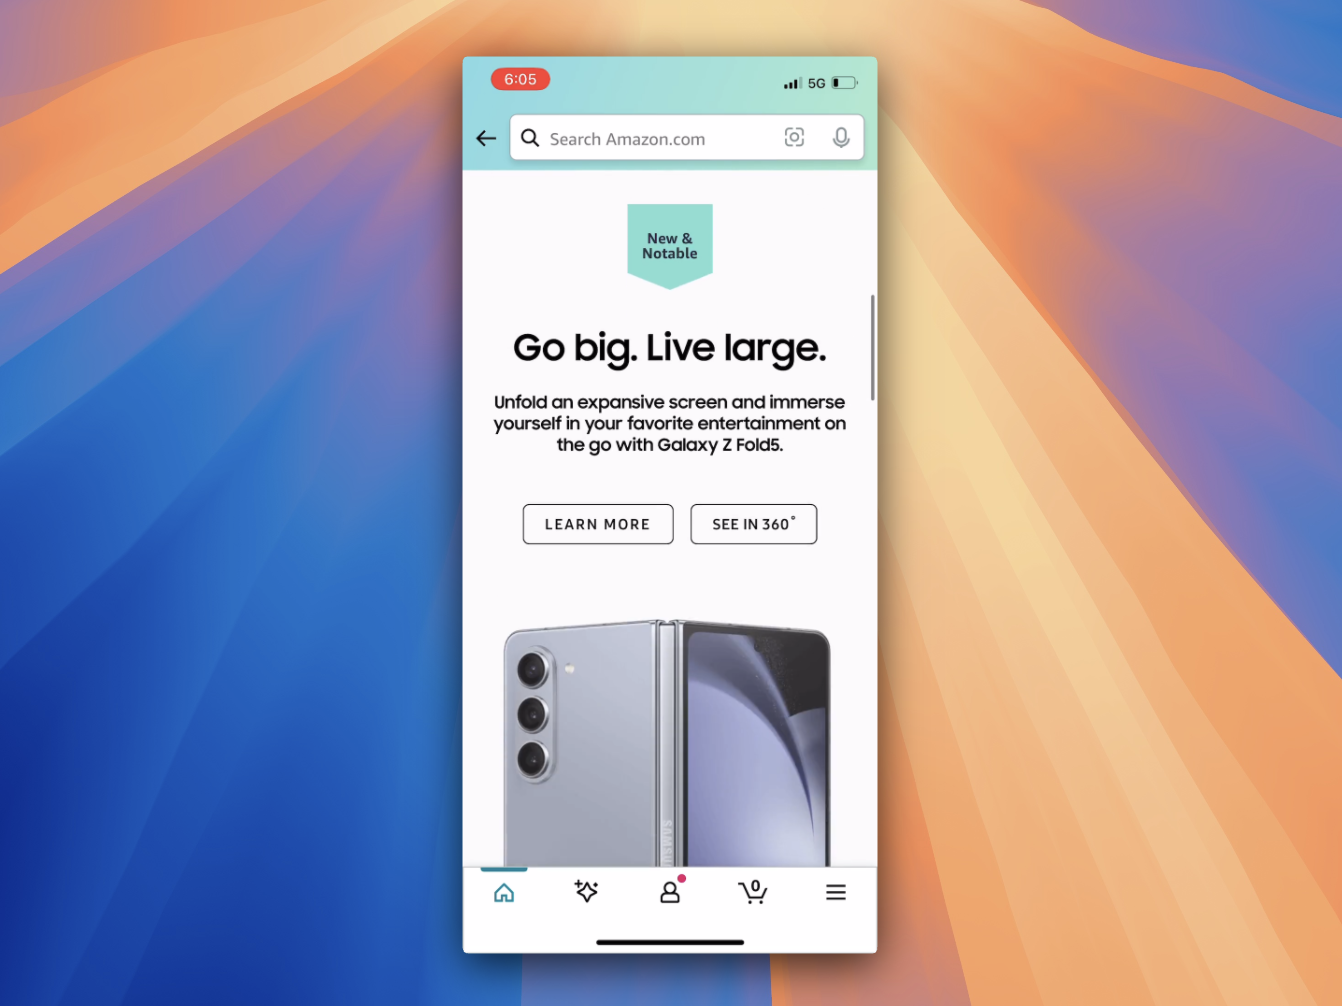 6:05
5G
Search Amazon.com
New &
Notable
Go big. Live large.
Unfold an expansive screen and immerse
yourself in your favorite entertainment on
the go with Galaxy Z Fold5.
LEARN MORE
SEE IN 360°
0